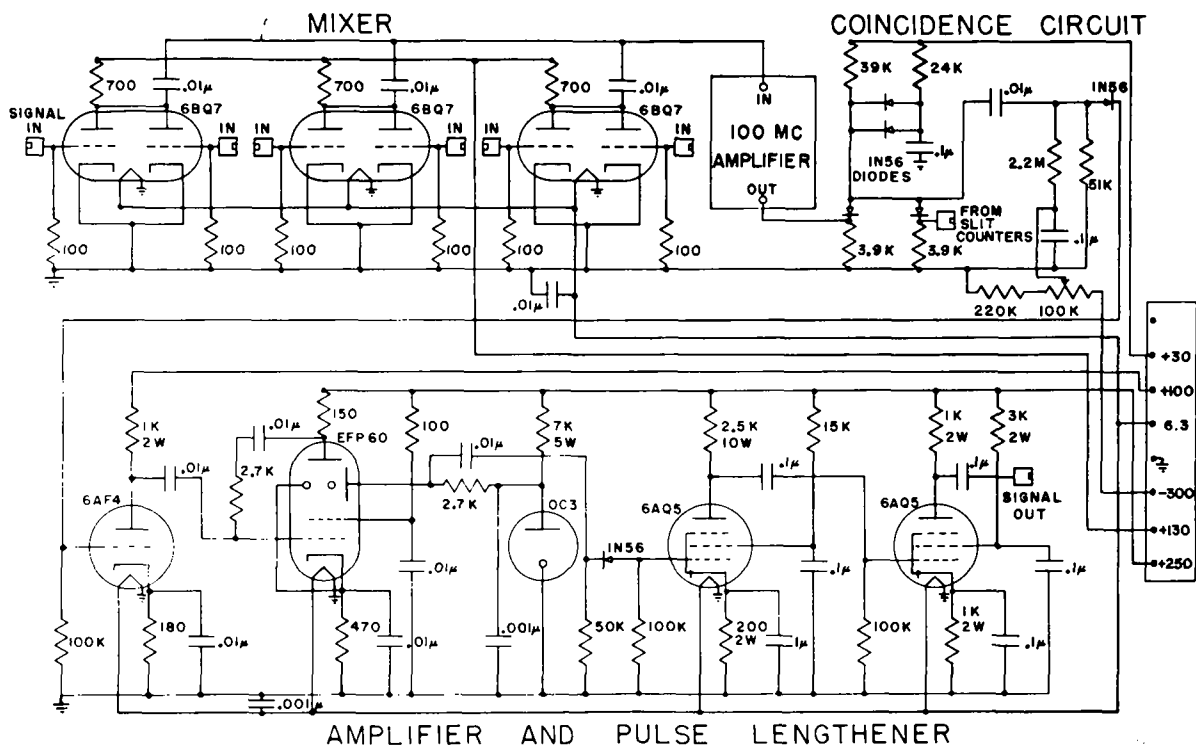 MIXER
COINCIDENCE CIRCUIT
700
.01μ
700
.01μ
700
.01μ
39K
24K
.01μ
1N56
SIGNAL
IN
6BQ7
IN
IN
6BQ7
IN
IN
6BQ7
IN
IN
100 MC
AMPLIFIER
OUT
1N56
DIODES
.1μ
2.2M
51K
FROM
SLIT
COUNTERS
.1μ
100
100
100
100
100
100
3.9K
3.9K
.01μ
220K
100K
+30
+100
6.3
-300
+130
+250
1K
2W
.01μ
150
EFP60
100
.01μ
7K
5W
2.5K
10W
15K
1K
2W
3K
2W
2.7K
.01μ
2.7K
.1μ
.1μ
SIGNAL
OUT
6AF4
OC3
6AQ5
6AQ5
1N56
.01μ
.1μ
.1μ
100K
180
.01μ
470
.01μ
.001μ
50K
100K
200
2W
.1μ
100K
1K
2W
.1μ
.001μ
AMPLIFIER AND PULSE LENGTHENER